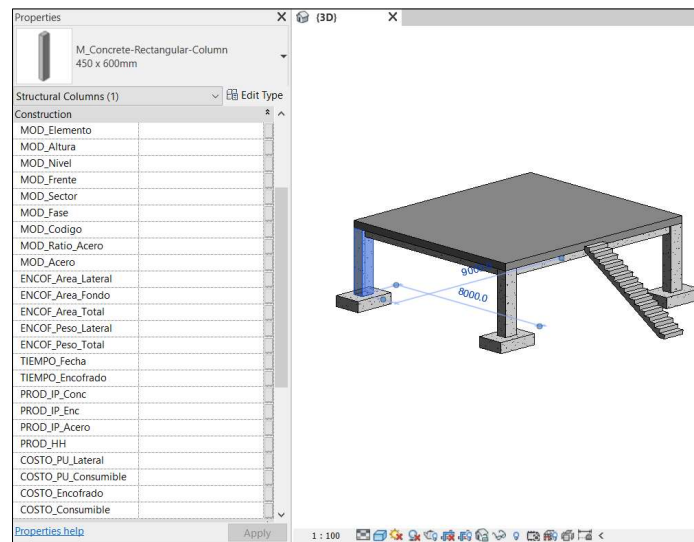 Properties
M_Concrete-Rectangular-Column
450 x 600mm
Structural Columns (1)
Edit Type
Construction
MOD_Elemento
MOD_Altura
MOD_Nivel
MOD_Frente
MOD_Sector
MOD_Fase
MOD_Codigo
MOD_Ratio_Acero
MOD_Acero
ENCOF_Area_Lateral
ENCOF_Area_Fondo
ENCOF_Area_Total
ENCOF_Peso_Lateral
ENCOF_Peso_Total
TIEMPO_Fecha
TIEMPO_Encofrado
PROD_IP_Conc
PROD_IP_Enc
PROD_IP_Acero
PROD_HH
COSTO_PU_Lateral
COSTO_PU_Consumible
COSTO_Encofrado
COSTO_Consumible
Properties help
Apply
{3D}
8000.0
1 : 100